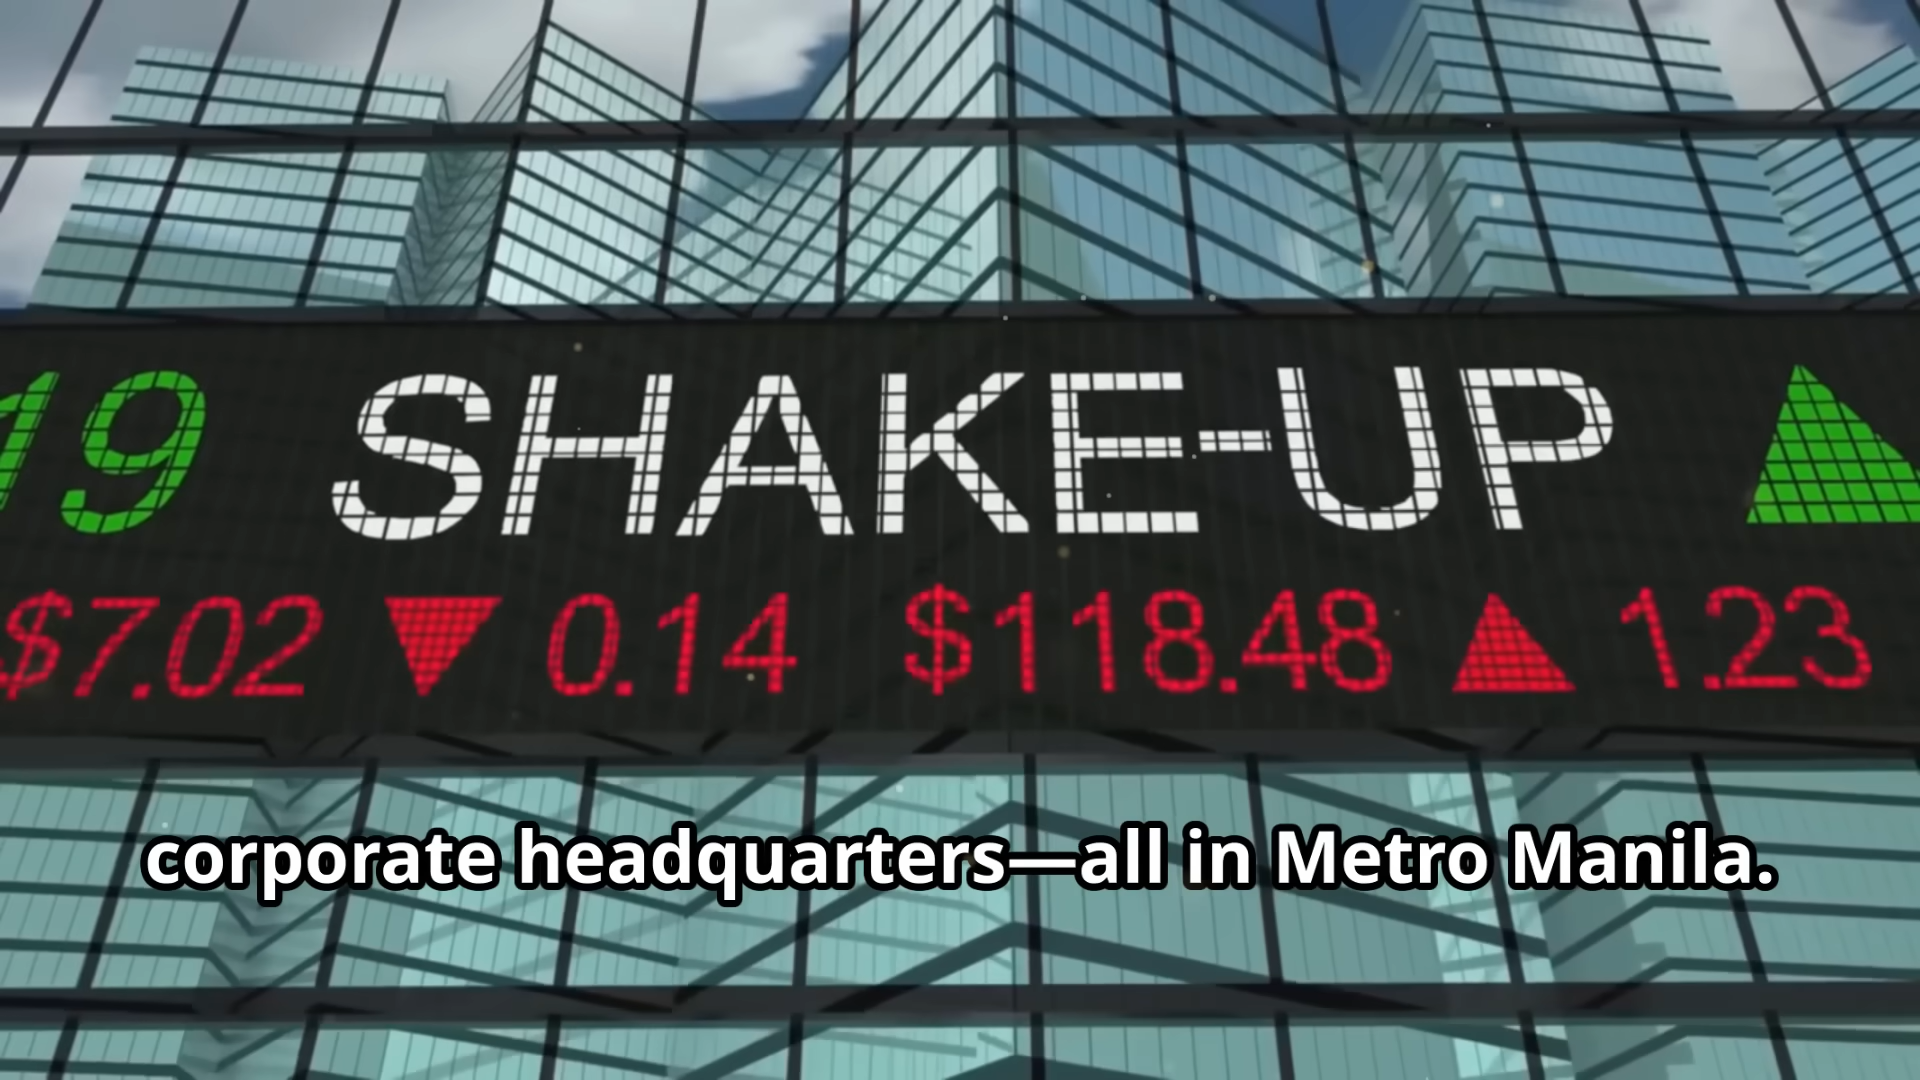 19 SHAKE-UP ▲
$7.02 ▼ 0.14 $118.48 ▲ 1.23
corporate headquarters—all in Metro Manila.